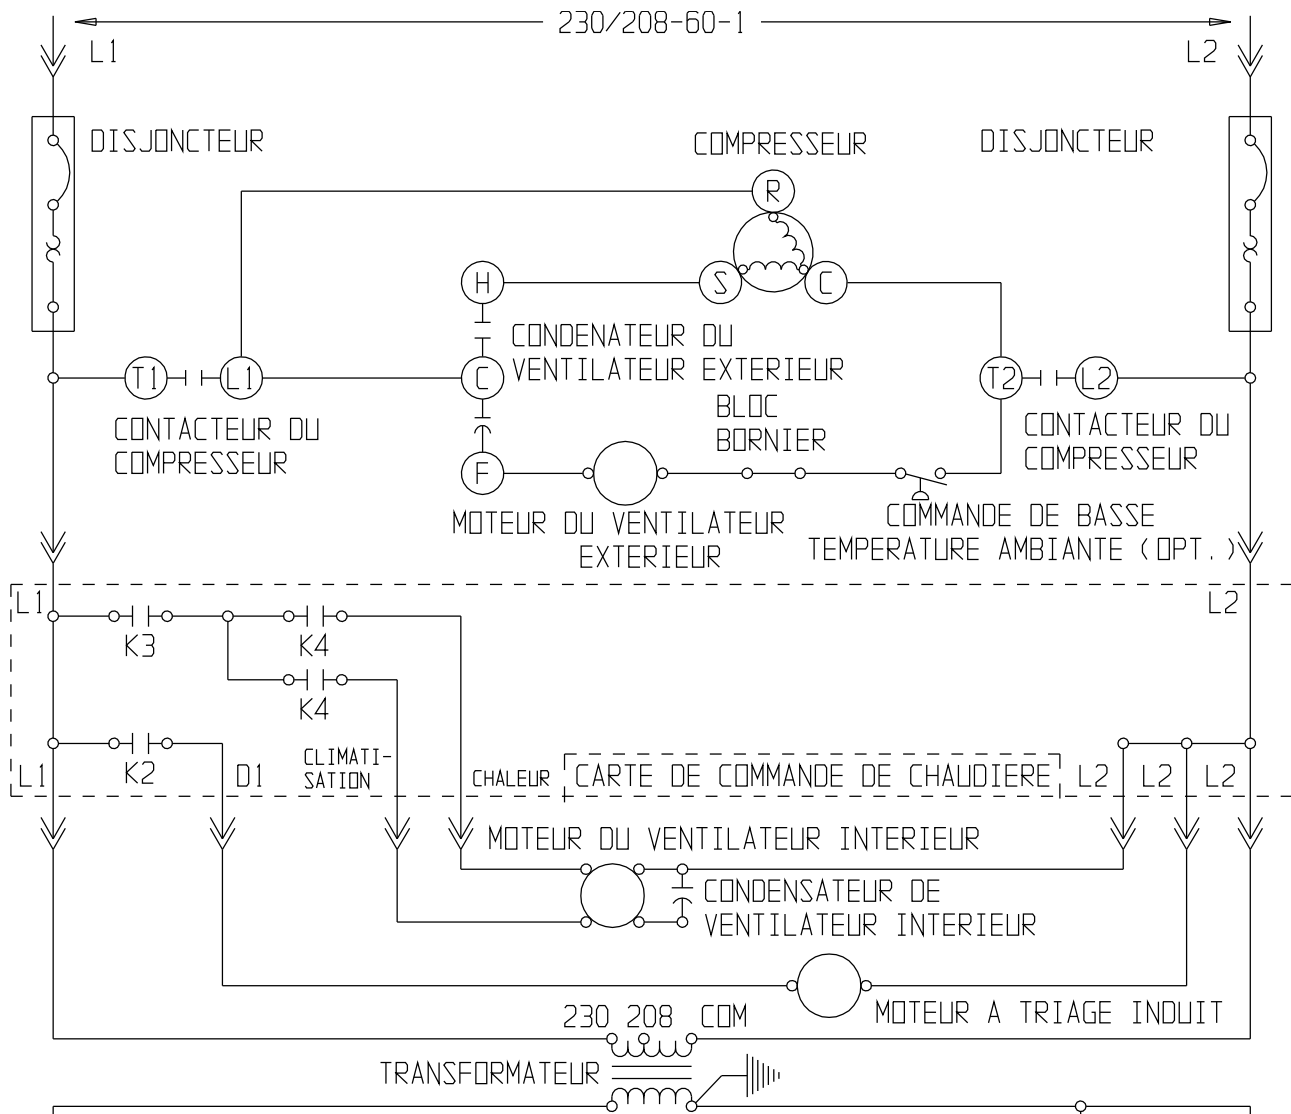 230/208-60-1
L1
L2
DISJONCTEUR
COMPRESSEUR
DISJONCTEUR
R
H
S
C
CONDENATEUR DU
VENTILATEUR EXTERIEUR
T1
L1
C
T2
L2
BLOC
BORNIER
CONTACTEUR DU
COMPRESSEUR
CONTACTEUR DU
COMPRESSEUR
F
MOTEUR DU VENTILATEUR
EXTERIEUR
COMMANDE DE BASSE
TEMPERATURE AMBIANTE (OPT.)
L1
L2
K3
K4
K4
K2
L1
D1
CLIMATI-
SATION
CHALEUR
CARTE DE COMMANDE DE CHAUDIERE
L2
L2
L2
MOTEUR DU VENTILATEUR INTERIEUR
CONDENSATEUR DE
VENTILATEUR INTERIEUR
MOTEUR A TRIAGE INDUIT
230 208 COM
TRANSFORMATEUR